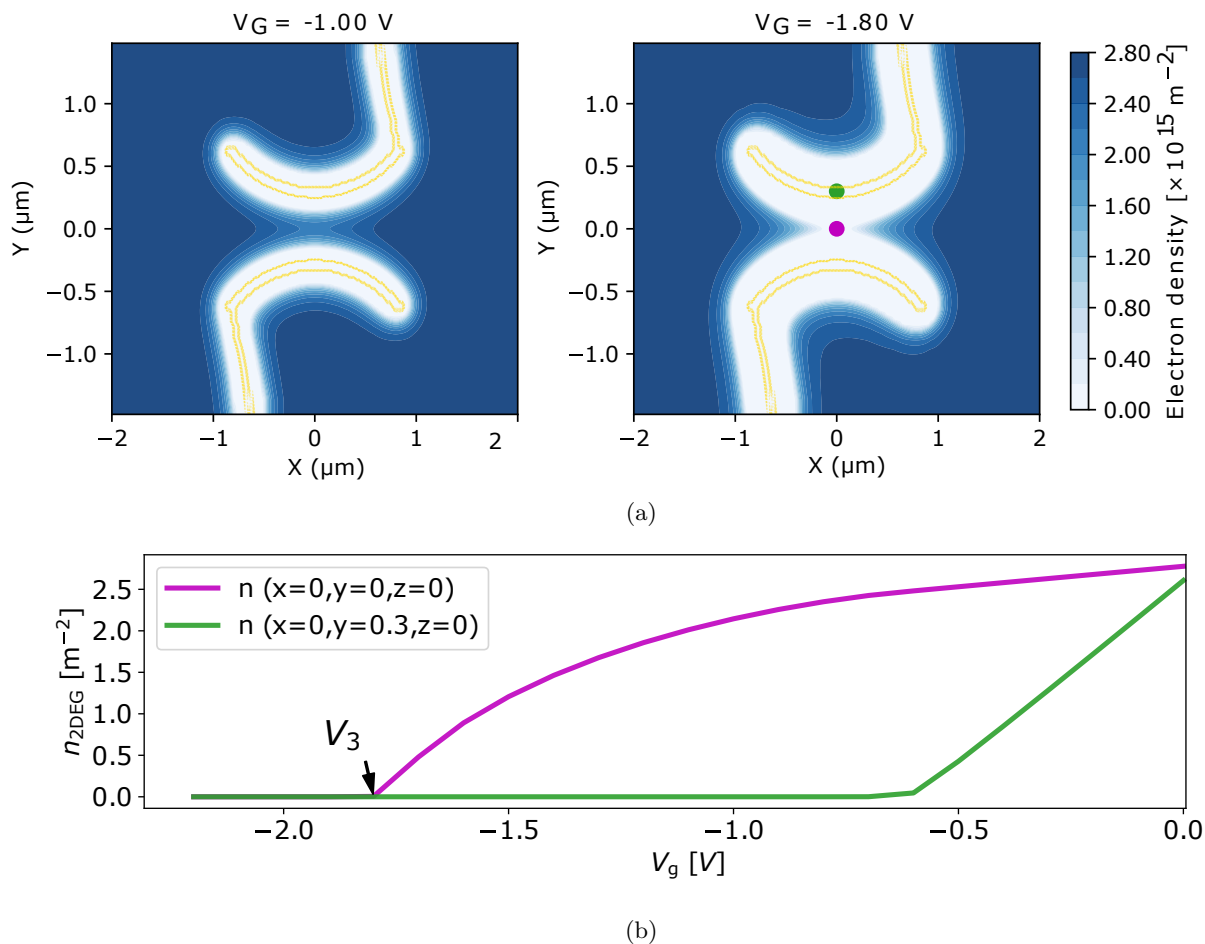 V_G = -1.00 V
V_G = -1.80 V
Y (μm)
1.0
0.5
0.0
−0.5
−1.0
−2
−1
0
1
2
X (μm)
Y (μm)
1.0
0.5
0.0
−0.5
−1.0
−2
−1
0
1
2
X (μm)
2.80
2.40
2.00
1.60
1.20
0.80
0.40
0.00
Electron density [× 10¹⁵ m⁻²]
(a)
n (x=0,y=0,z=0)
n (x=0,y=0.3,z=0)
n_2DEG [m⁻²]
2.5
2.0
1.5
1.0
0.5
0.0
V₃
−2.0
−1.5
−1.0
−0.5
0.0
V_g [V]
(b)